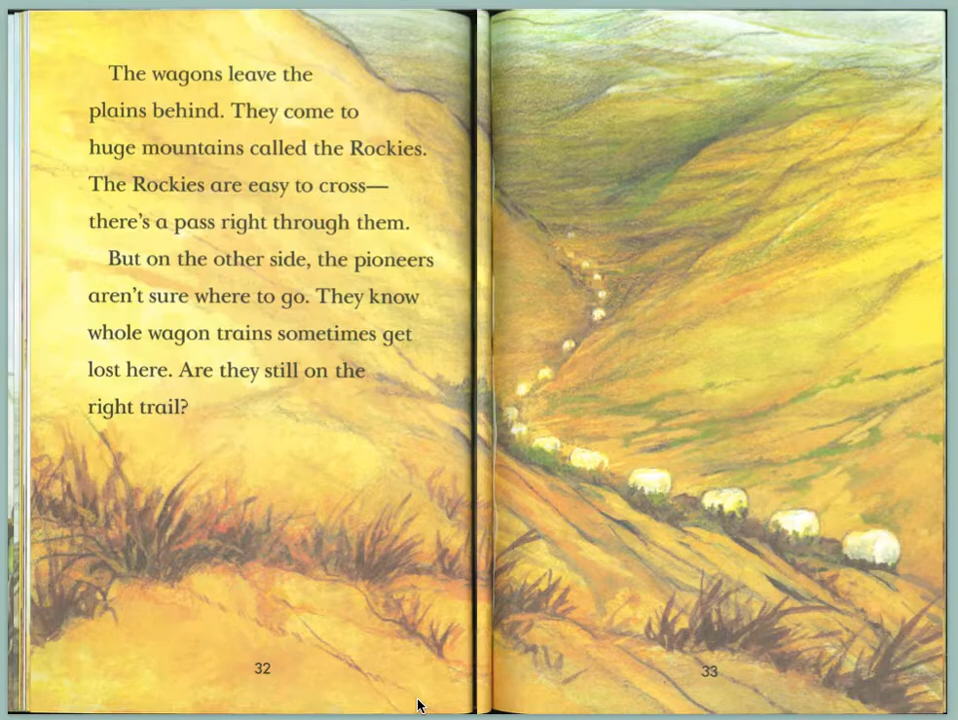 The wagons leave the
plains behind. They come to
huge mountains called the Rockies.
The Rockies are easy to cross—
there's a pass right through them.
But on the other side, the pioneers
aren't sure where to go. They know
whole wagon trains sometimes get
lost here. Are they still on the
right trail?
32
33